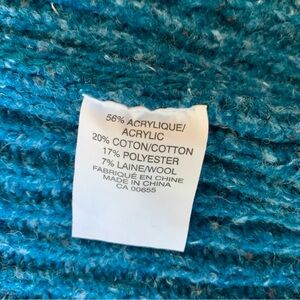 56% ACRYLIQUE/
ACRYLIC
20% COTON/COTTON
17% POLYESTER
7% LAINE/WOOL
FABRIQUÉ EN CHINE
MADE IN CHINA
CA 00655